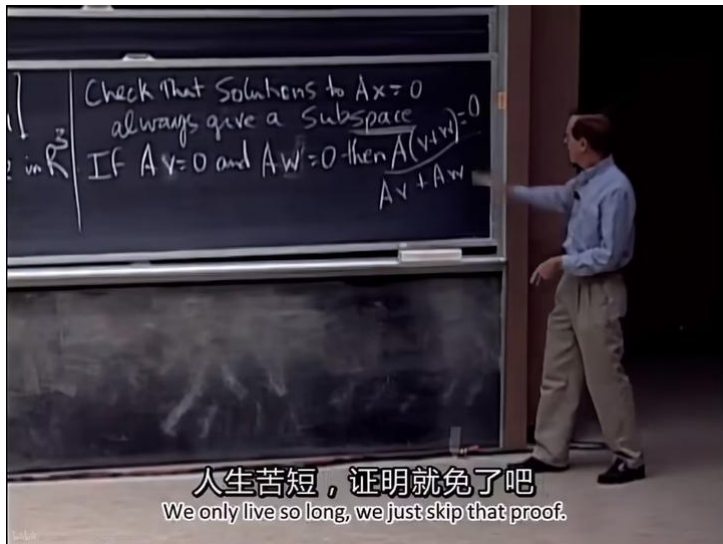 Check that solutions to Ax=0
always give a subspace
in R³
If Av=0 and Aw=0 then A(v+w)=0
Av+Aw
人生苦短，证明就免了吧
We only live so long, we just skip that proof.